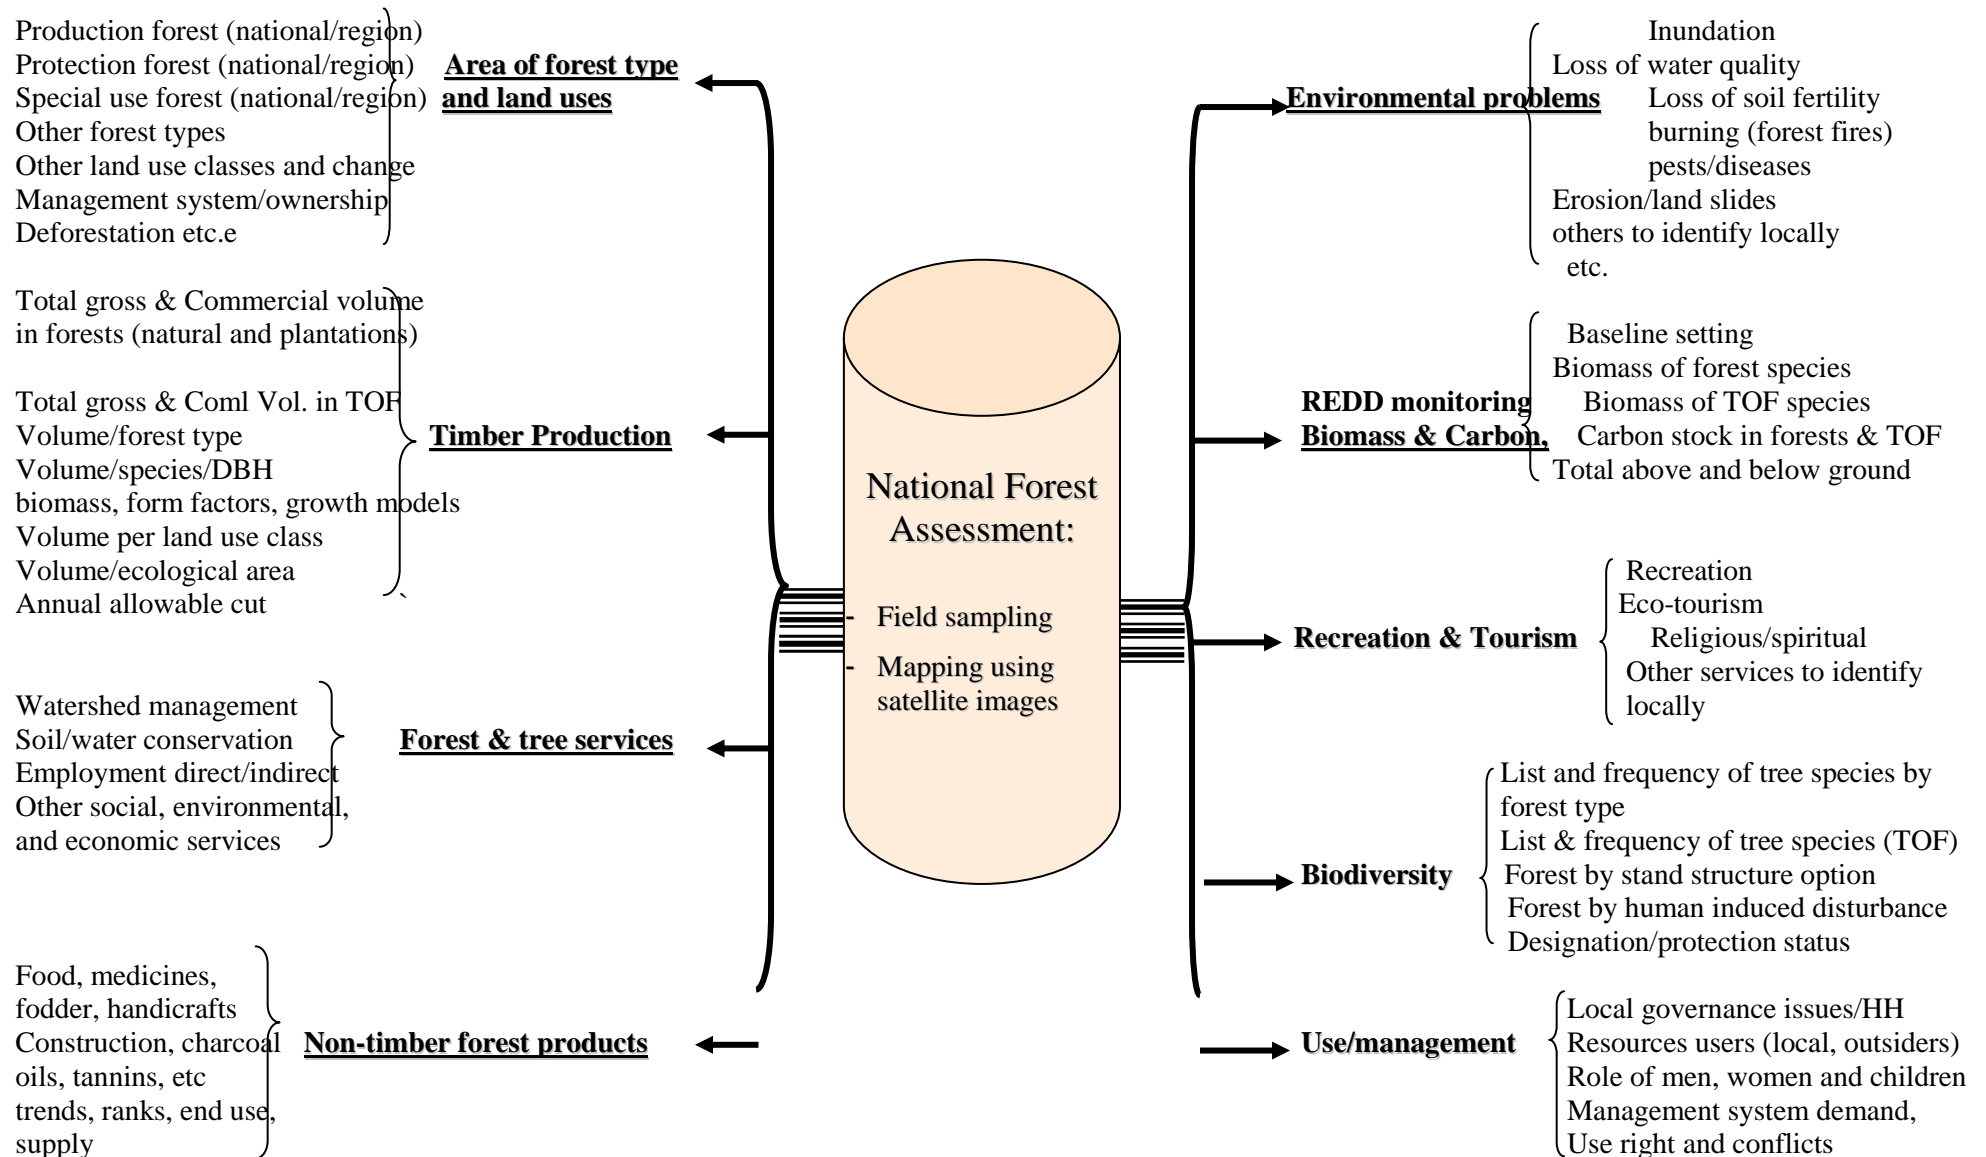 Production forest (national/region)
Protection forest (national/region)
Special use forest (national/region)
Other forest types
Other land use classes and change
Management system/ownership
Deforestation etc.e
Area of forest type
and land uses
Total gross & Commercial volume
in forests (natural and plantations)
Total gross & Coml Vol. in TOF
Volume/forest type
Volume/species/DBH
biomass, form factors, growth models
Volume per land use class
Volume/ecological area
Annual allowable cut `
Timber Production
Watershed management
Soil/water conservation
Employment direct/indirect
Other social, environmental,
and economic services
Forest & tree services
Food, medicines,
fodder, handicrafts
Construction, charcoal
oils, tannins, etc
trends, ranks, end use,
supply
Non-timber forest products
National Forest
Assessment:
- Field sampling
- Mapping using
satellite images
Environmental problems
Inundation
Loss of water quality
Loss of soil fertility
burning (forest fires)
pests/diseases
Erosion/land slides
others to identify locally
etc.
REDD monitoring
Biomass & Carbon,
Baseline setting
Biomass of forest species
Biomass of TOF species
Carbon stock in forests & TOF
Total above and below ground
Recreation & Tourism
Recreation
Eco-tourism
Religious/spiritual
Other services to identify
locally
Biodiversity
List and frequency of tree species by
forest type
List & frequency of tree species (TOF)
Forest by stand structure option
Forest by human induced disturbance
Designation/protection status
Use/management
Local governance issues/HH
Resources users (local, outsiders)
Role of men, women and children
Management system demand,
Use right and conflicts